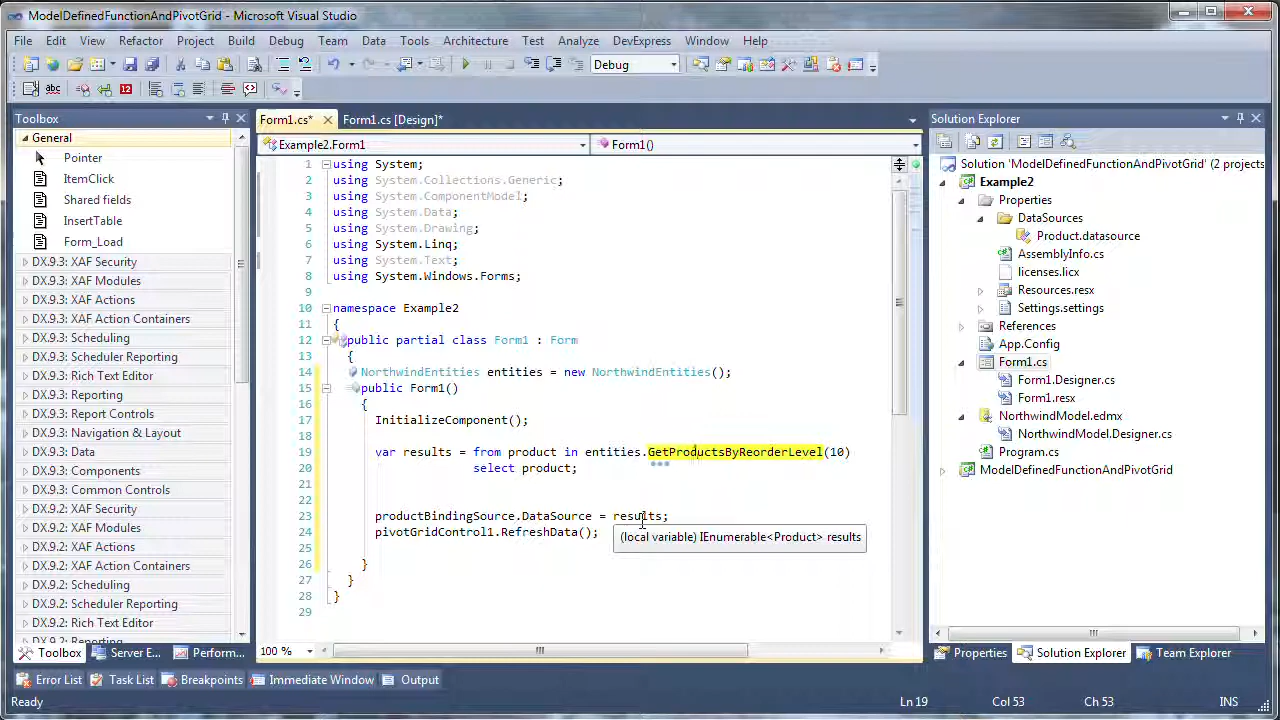 ModelDefinedFunctionAndPivotGrid - Microsoft Visual Studio
File Edit View Refactor Project Build Debug Team Data Tools Architecture Test Analyze DevExpress Window Help
Debug
abc 12
Toolbox
General
Pointer
ItemClick
Shared fields
InsertTable
Form_Load
DX.9.3: XAF Security
DX.9.3: XAF Modules
DX.9.3: XAF Actions
DX.9.3: XAF Action Containers
DX.9.3: Scheduling
DX.9.3: Scheduler Reporting
DX.9.3: Rich Text Editor
DX.9.3: Reporting
DX.9.3: Report Controls
DX.9.3: Navigation & Layout
DX.9.3: Data
DX.9.3: Components
DX.9.3: Common Controls
DX.9.2: XAF Security
DX.9.2: XAF Modules
DX.9.2: XAF Actions
DX.9.2: XAF Action Containers
DX.9.2: Scheduling
DX.9.2: Scheduler Reporting
DX.9.2: Rich Text Editor
DX.9.2: Reporting
Toolbox Server E... Perform...
Form1.cs* Form1.cs [Design]*
Example2.Form1 Form1()
1 using System;
2 using System.Collections.Generic;
3 using System.ComponentModel;
4 using System.Data;
5 using System.Drawing;
6 using System.Linq;
7 using System.Text;
8 using System.Windows.Forms;
9
10 namespace Example2
11 {
12 public partial class Form1 : Form
13 {
14 NorthwindEntities entities = new NorthwindEntities();
15 public Form1()
16 {
17 InitializeComponent();
18
19 var results = from product in entities.GetProductsByReorderLevel(10)
20 select product;
21
22
23 productBindingSource.DataSource = results;
24 pivotGridControl1.RefreshData();
(local variable) IEnumerable<Product> results
25
26 }
27 }
28 }
29
100 %
Solution Explorer
Solution 'ModelDefinedFunctionAndPivotGrid' (2 projects
Example2
Properties
DataSources
Product.datasource
AssemblyInfo.cs
licenses.licx
Resources.resx
Settings.settings
References
App.Config
Form1.cs
Form1.Designer.cs
Form1.resx
NorthwindModel.edmx
NorthwindModel.Designer.cs
Program.cs
ModelDefinedFunctionAndPivotGrid
Properties Solution Explorer Team Explorer
Error List Task List Breakpoints Immediate Window Output
Ready Ln 19 Col 53 Ch 53 INS